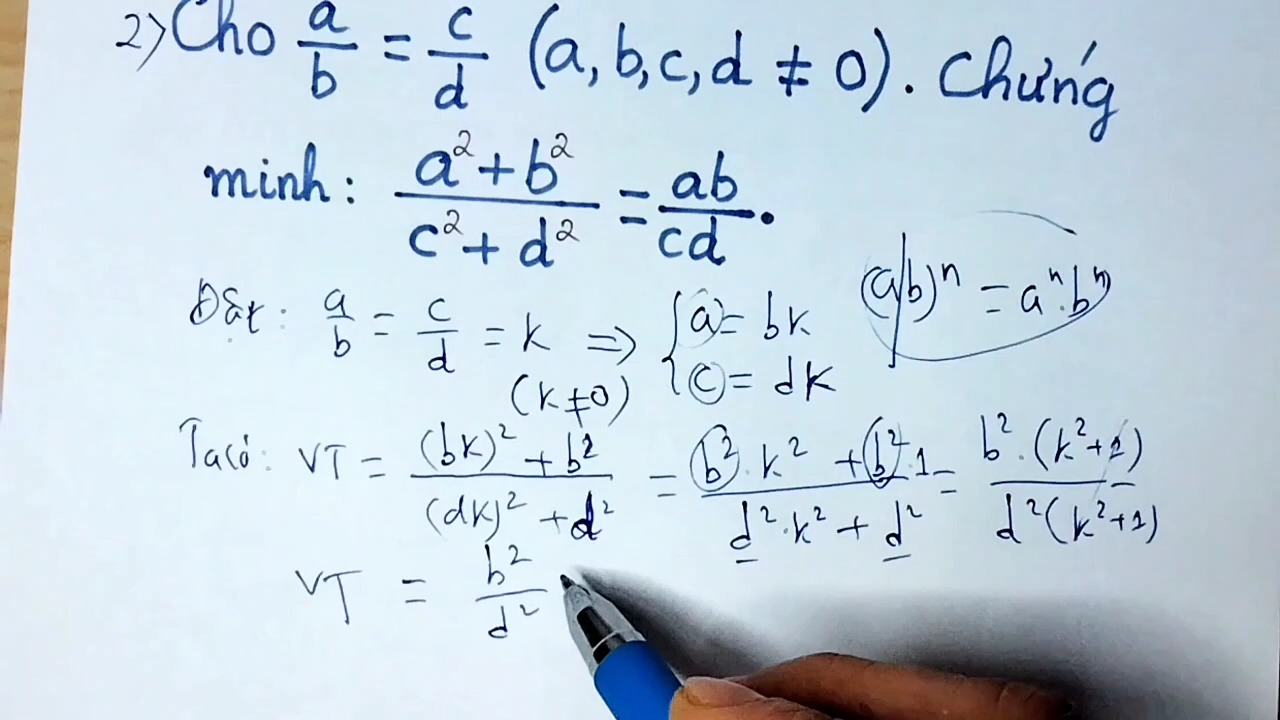 2) Cho a/b = c/d (a, b, c, d ≠ 0). Chứng
minh: (a² + b²)/(c² + d²) = ab/cd.
(ab)ⁿ = aⁿ.bⁿ
Đặt: a/b = c/d = k => { a = bk
c = dk
(k ≠ 0)
Ta có: VT = ((bk)² + b²)/((dk)² + d²) = (b².k² + b².1)/(d².k² + d²) = (b².(k²+1))/(d²(k²+1))
VT = b²/d²